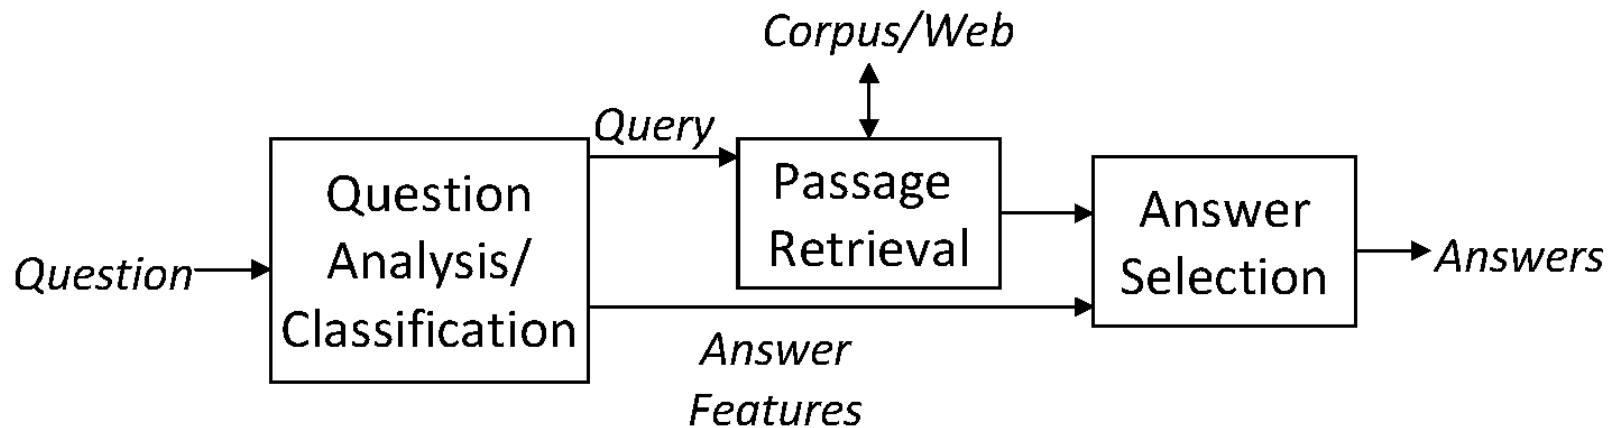 Corpus/Web
Query
Question
Question
Analysis/
Classification
Passage
Retrieval
Answer
Selection
Answers
Answer
Features